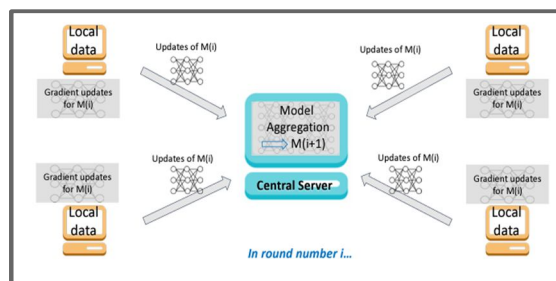 Local
data
Gradient updates
for M(i)
Updates of M(i)
Updates of M(i)
Local
data
Gradient updates
for M(i)
Model
Aggregation
M(i+1)
Central Server
Gradient updates
for M(i)
Local
data
Updates of M(i)
Updates of M(i)
Gradient updates
for M(i)
Local
data
In round number i...